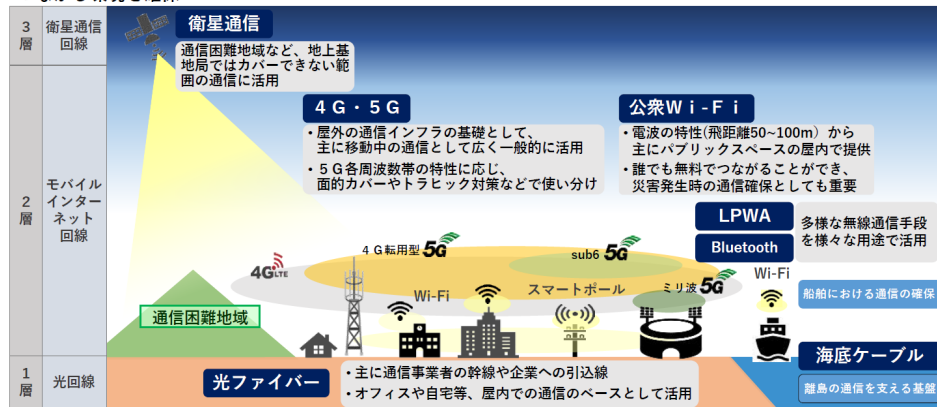 3
層
衛星通信
回線
衛星通信
通信困難地域など、地上基
地局ではカバーできない範
囲の通信に活用
2
層
モバイル
インター
ネット
回線
4G・5G
・屋外の通信インフラの基礎として、
主に移動中の通信として広く一般的に活用
・5G各周波数帯の特性に応じ、
面的カバーやトラヒック対策などで使い分け
公衆Wi-Fi
・電波の特性(飛距離50~100m）から
主にパブリックスペースの屋内で提供
・誰でも無料でつながることができ、
災害発生時の通信確保としても重要
LPWA
Bluetooth
多様な無線通信手段
を様々な用途で活用
4G LTE
4G転用型 5G
sub6 5G
ミリ波 5G
Wi-Fi
スマートポール
Wi-Fi
船舶における通信の確保
通信困難地域
1
層
光回線
光ファイバー
・主に通信事業者の幹線や企業への引込線
・オフィスや自宅等、屋内での通信のベースとして活用
海底ケーブル
離島の通信を支える基盤